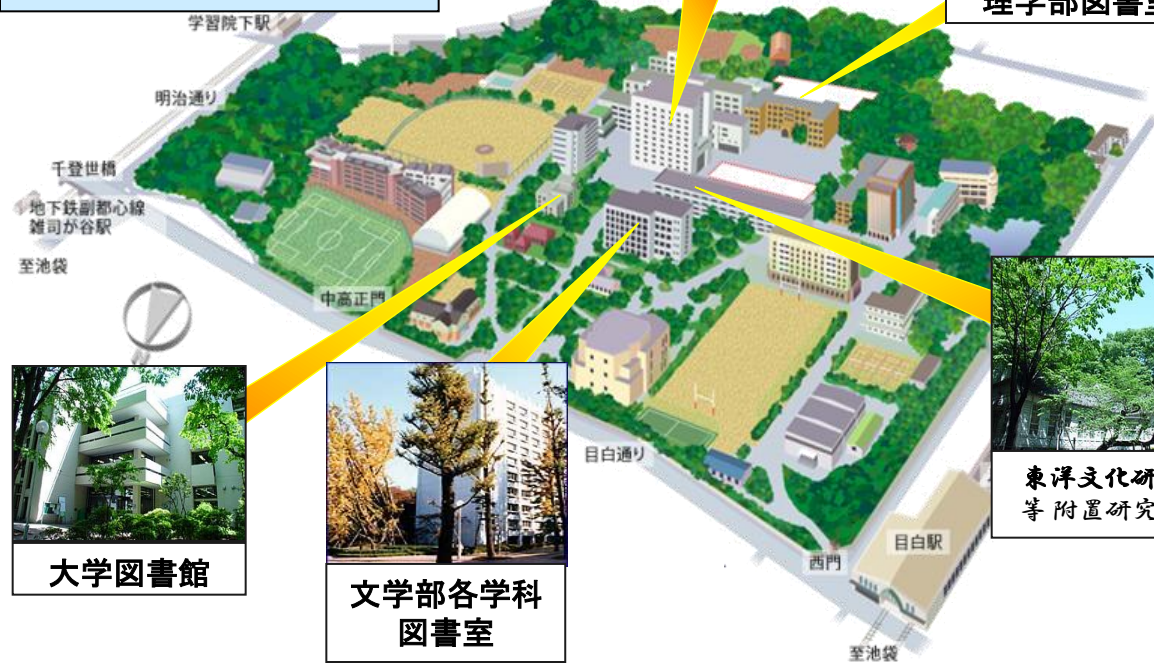 理学部図書室
学習院下駅
明治通り
千登世橋
地下鉄副都心線
雑司が谷駅
至池袋
中高正門
目白通り
東洋文化研
等 附置研究
目白駅
西門
大学図書館
文学部各学科
図書室
至池袋